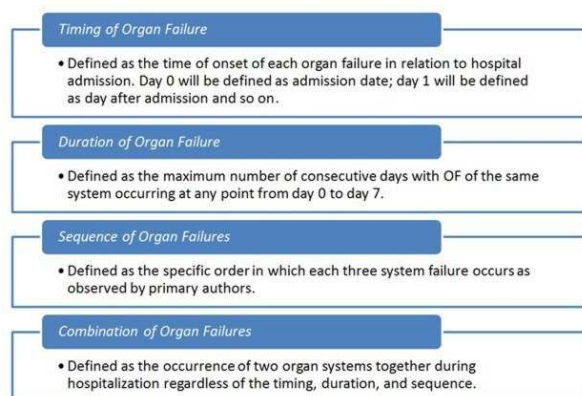 Timing of Organ Failure
• Defined as the time of onset of each organ failure in relation to hospital
admission. Day 0 will be defined as admission date; day 1 will be defined
as day after admission and so on.
Duration of Organ Failure
• Defined as the maximum number of consecutive days with OF of the same
system occurring at any point from day 0 to day 7.
Sequence of Organ Failures
• Defined as the specific order in which each three system failure occurs as
observed by primary authors.
Combination of Organ Failures
• Defined as the occurrence of two organ systems together during
hospitalization regardless of the timing, duration, and sequence.